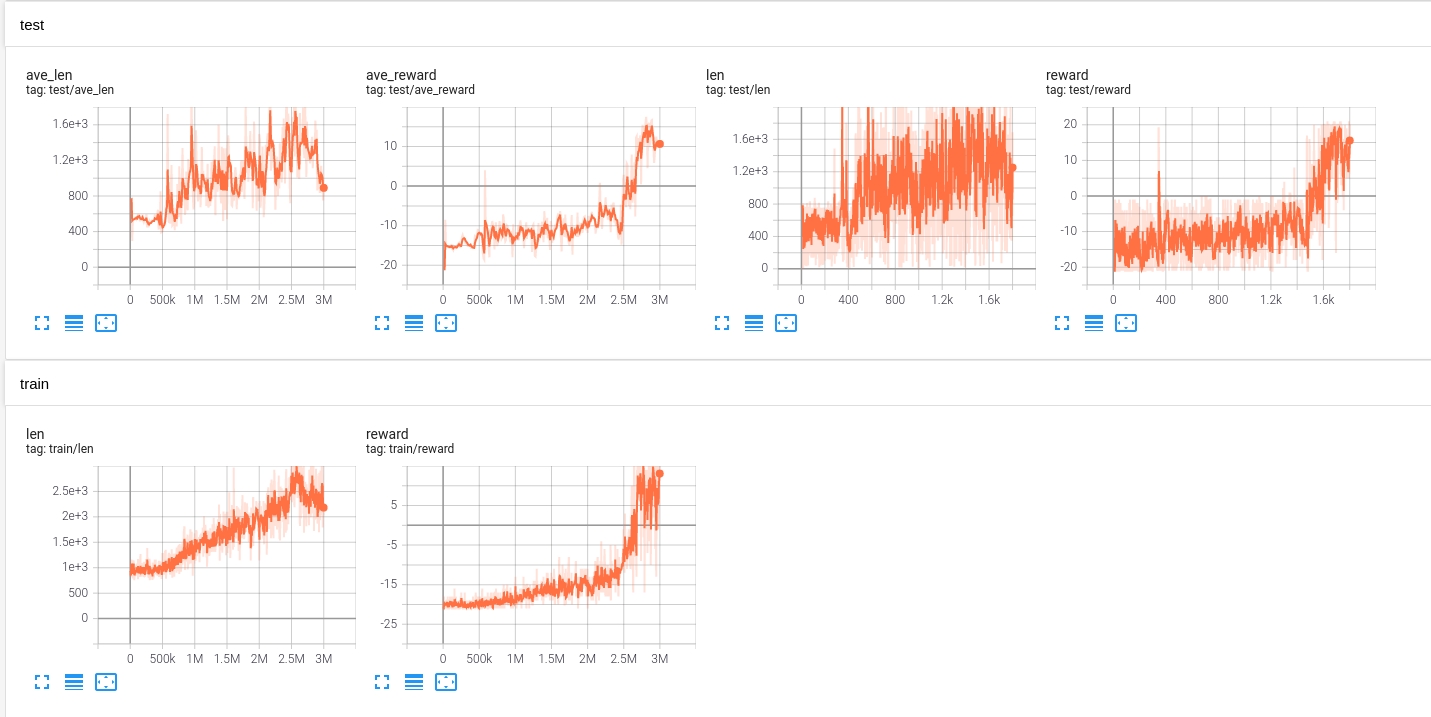 test
ave_len
tag: test/ave_len
1.6e+3
1.2e+3
800
400
0
0 500k 1M 1.5M 2M 2.5M 3M
ave_reward
tag: test/ave_reward
10
0
-10
-20
0 500k 1M 1.5M 2M 2.5M 3M
len
tag: test/len
1.6e+3
1.2e+3
800
400
0
0 400 800 1.2k 1.6k
reward
tag: test/reward
20
10
0
-10
-20
0 400 800 1.2k 1.6k
train
len
tag: train/len
2.5e+3
2e+3
1.5e+3
1e+3
500
0
0 500k 1M 1.5M 2M 2.5M 3M
reward
tag: train/reward
5
-5
-15
-25
0 500k 1M 1.5M 2M 2.5M 3M